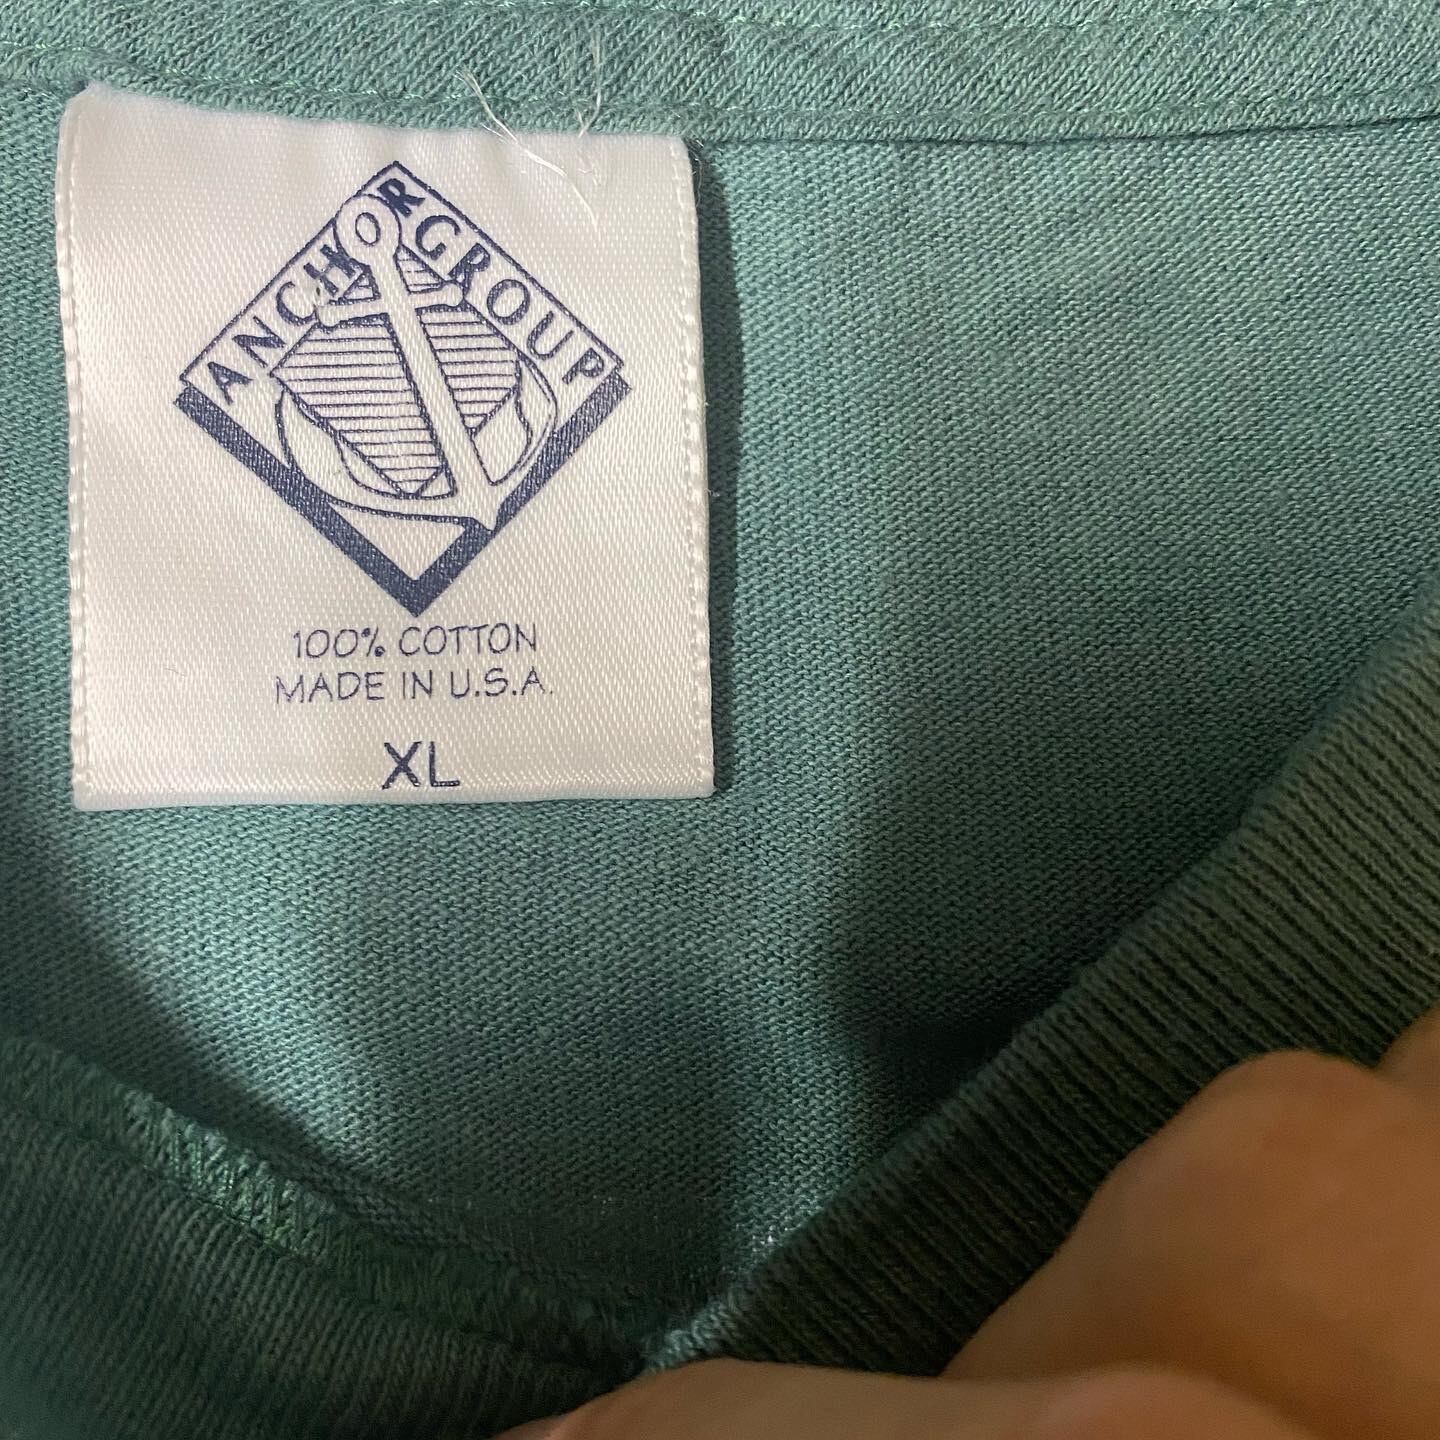 ANCHOR GROUP
100% COTTON
MADE IN U.S.A.
XL